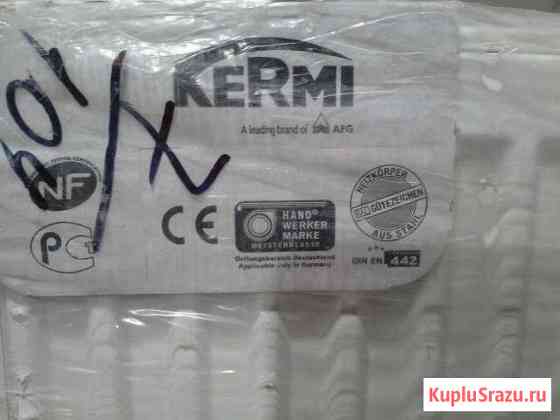 KERMI
A leading brand of AFG
NF
CE
HAND®
WERKER
MARKE
MEISTERKLASSE
Geltungsbereich Deutschland
Applicable only in Germany
HEIZKÖRPER
GÜTEZEICHEN
AUS STAHL
DIN EN 442
KupluSrazu.ru